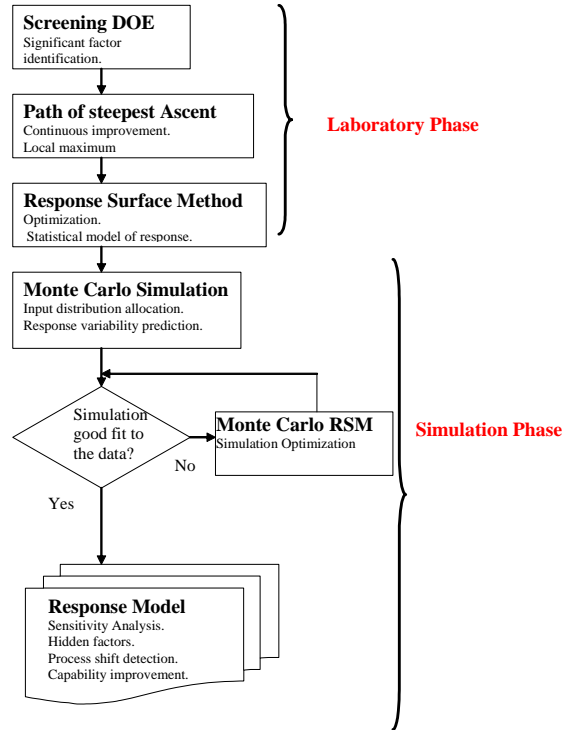 Screening DOE
Significant factor
identification.
Path of steepest Ascent
Continuous improvement.
Local maximum
Laboratory Phase
Response Surface Method
Optimization.
Statistical model of response.
Monte Carlo Simulation
Input distribution allocation.
Response variability prediction.
Simulation
good fit to
the data?
No
Monte Carlo RSM
Simulation Optimization
Simulation Phase
Yes
Response Model
Sensitivity Analysis.
Hidden factors.
Process shift detection.
Capability improvement.